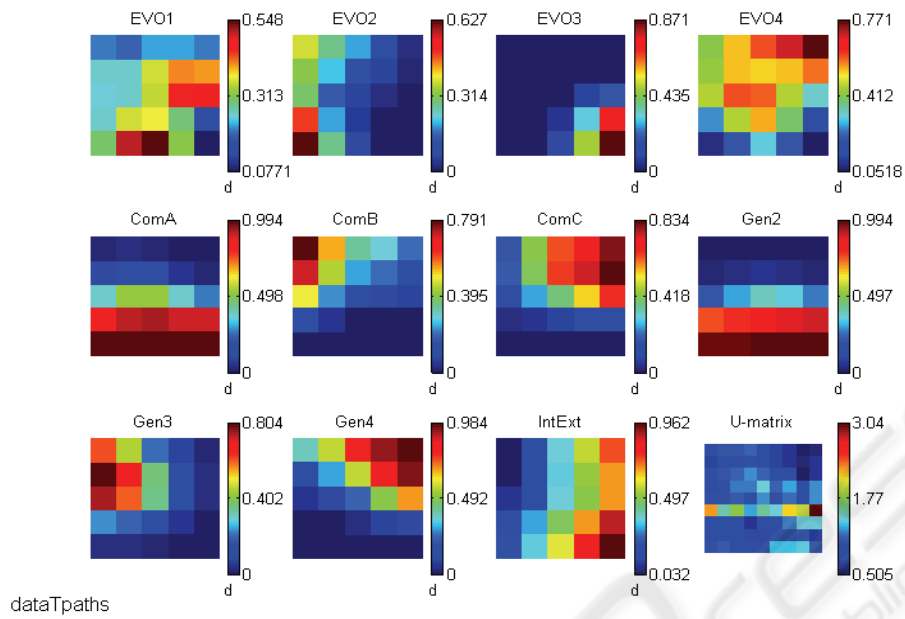 EVO1
0.548
0.313
0.0771
d
EVO2
0.627
0.314
0
d
EVO3
0.871
0.435
0
d
EVO4
0.771
0.412
0.0518
d
ComA
0.994
0.498
0
d
ComB
0.791
0.395
0
d
ComC
0.834
0.418
0
d
Gen2
0.994
0.497
0
d
Gen3
0.804
0.402
0
d
Gen4
0.984
0.492
0
d
IntExt
0.962
0.497
0.032
d
U-matrix
3.04
1.77
0.505
dataTpaths